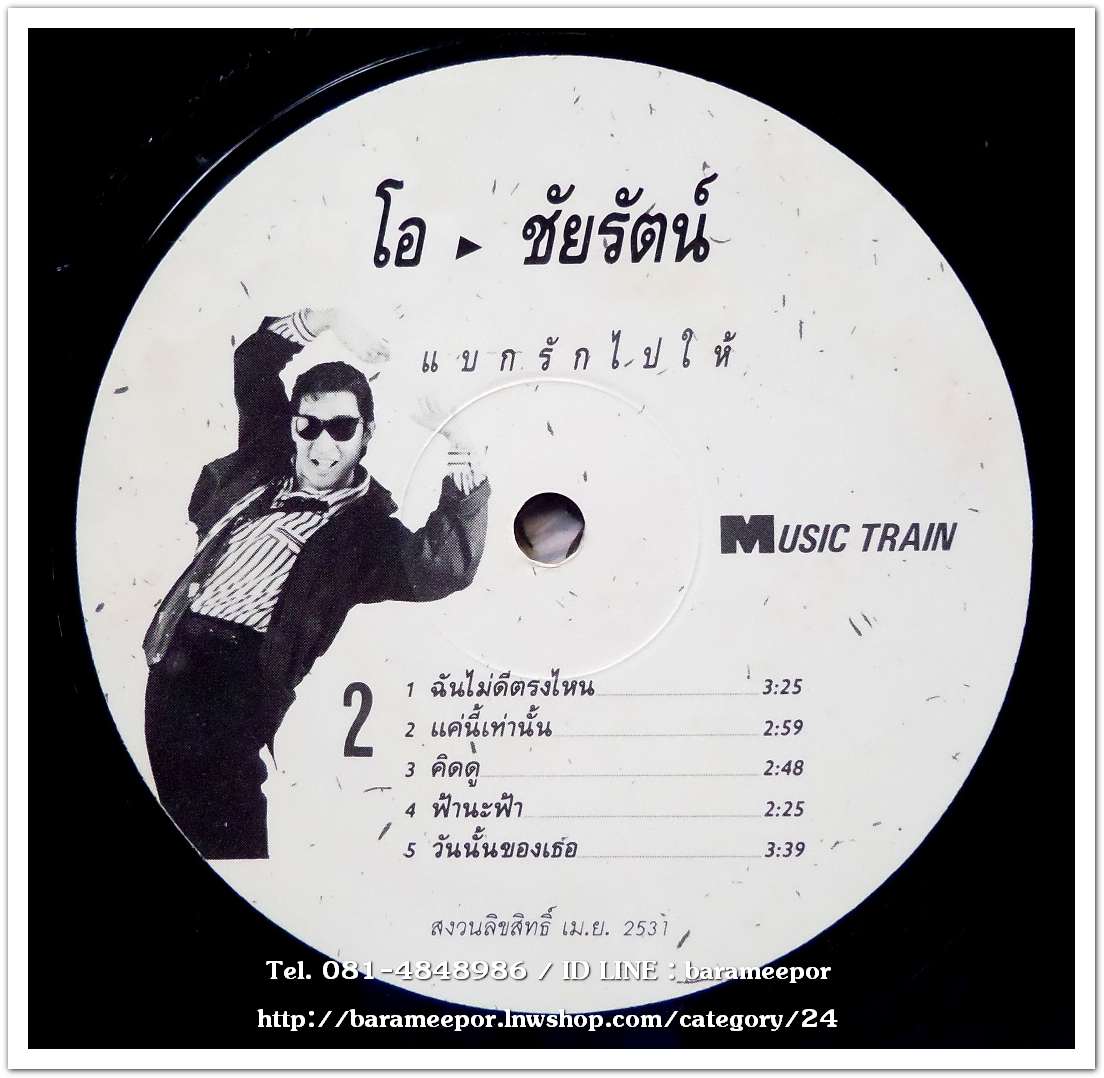 โอ ► ชัยรัตน์
แบกรักไปให้
MUSIC TRAIN
2
1 ฉันไม่ดีตรงไหน 3:25
2 แค่นี้เท่านั้น 2:59
3 คิดดู 2:48
4 ฟ้านะฟ้า 2:25
5 วันนั้นของเธอ 3:39
สงวนลิขสิทธิ์ เม.ย. 2531
Tel. 081-4848986 / ID LINE : barameepor
http://barameepor.lnwshop.com/category/24